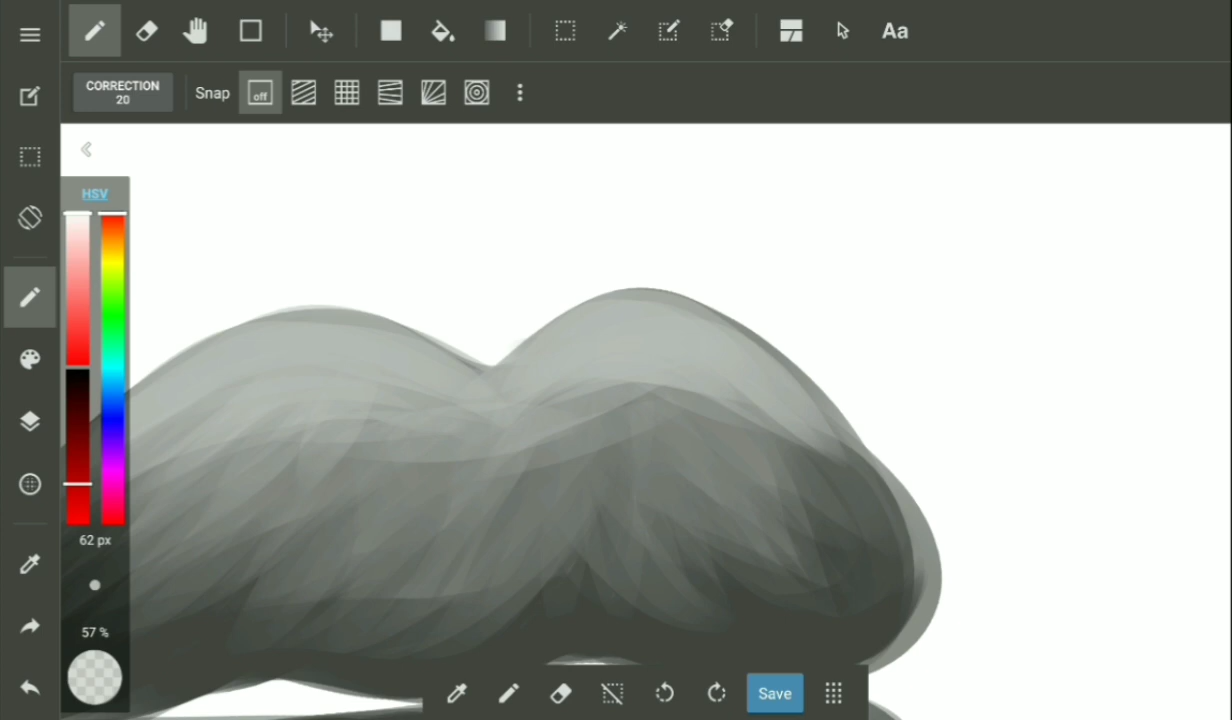 Aa
CORRECTION
20
Snap
off
HSV
62 px
57 %
Save